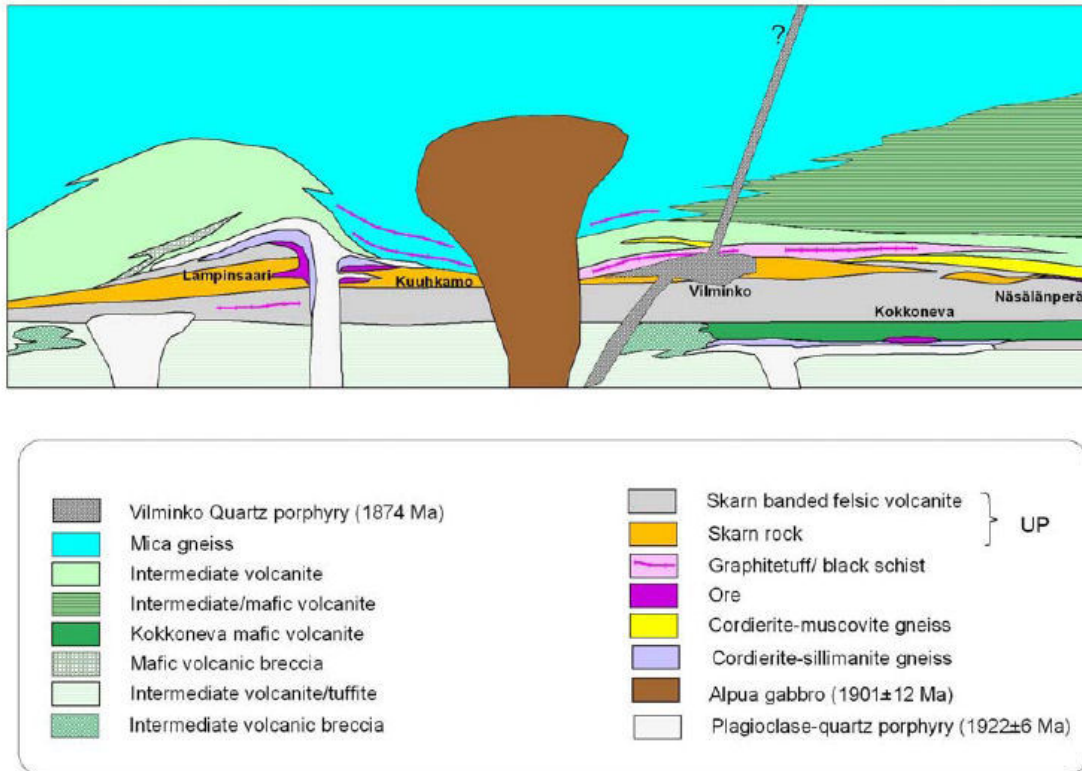 ?
Lampinsaari
Kuuhkamo
Vilminko
Näsälänperä
Kokkoneva
Vilminko Quartz porphyry (1874 Ma)
Mica gneiss
Intermediate volcanite
Intermediate/mafic volcanite
Kokkoneva mafic volcanite
Mafic volcanic breccia
Intermediate volcanite/tuffite
Intermediate volcanic breccia
Skarn banded felsic volcanite
Skarn rock
UP
Graphitetuff/ black schist
Ore
Cordierite-muscovite gneiss
Cordierite-sillimanite gneiss
Alpua gabbro (1901±12 Ma)
Plagioclase-quartz porphyry (1922±6 Ma)